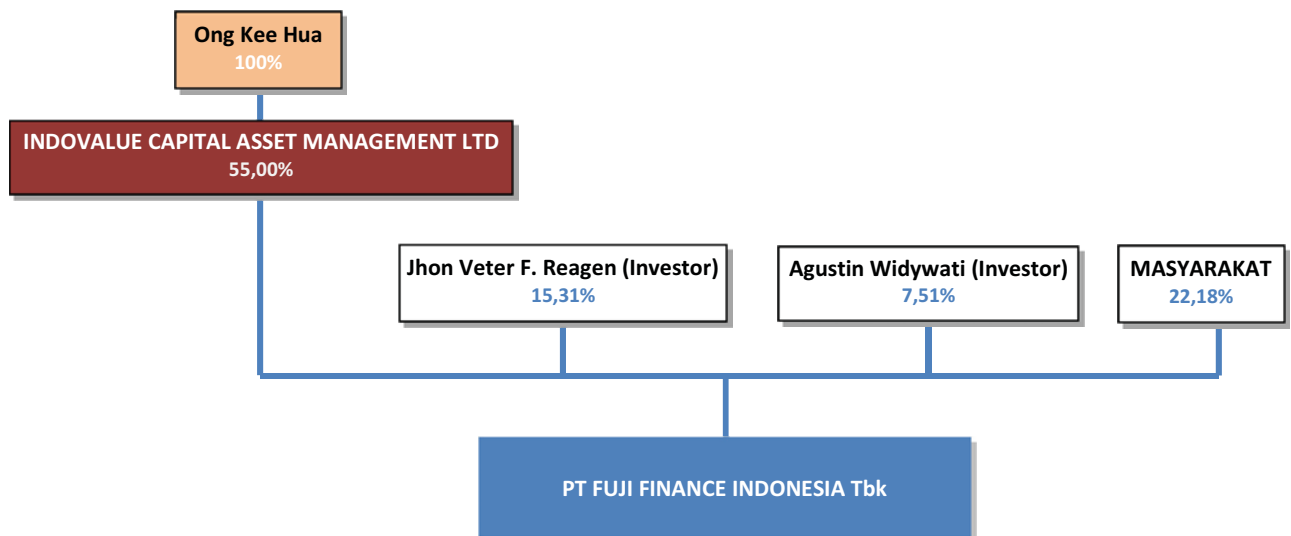 Ong Kee Hua
100%
INDOVALUE CAPITAL ASSET MANAGEMENT LTD
55,00%
Jhon Veter F. Reagen (Investor)
15,31%
Agustin Widywati (Investor)
7,51%
MASYARAKAT
22,18%
PT FUJI FINANCE INDONESIA Tbk